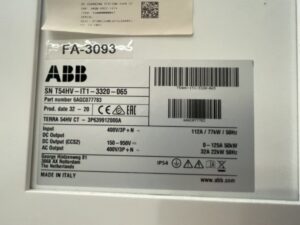 FA-3093
ABB
SN T54HV-IT1-3320-065
Part number 6AGC077783
Prod. date 32 - 20
TERRA 54HV CT - 3P639912000A
Input 400V/3P+N ~ 112A / 77kW / 50Hz
DC Output
DC Output (CCS2) 150-950V⎓ 0-125A 50kW
AC Output 400V/3P+N ~ 32A 22kW 50Hz
IP54
MADE IN ITALY
www.abb.com